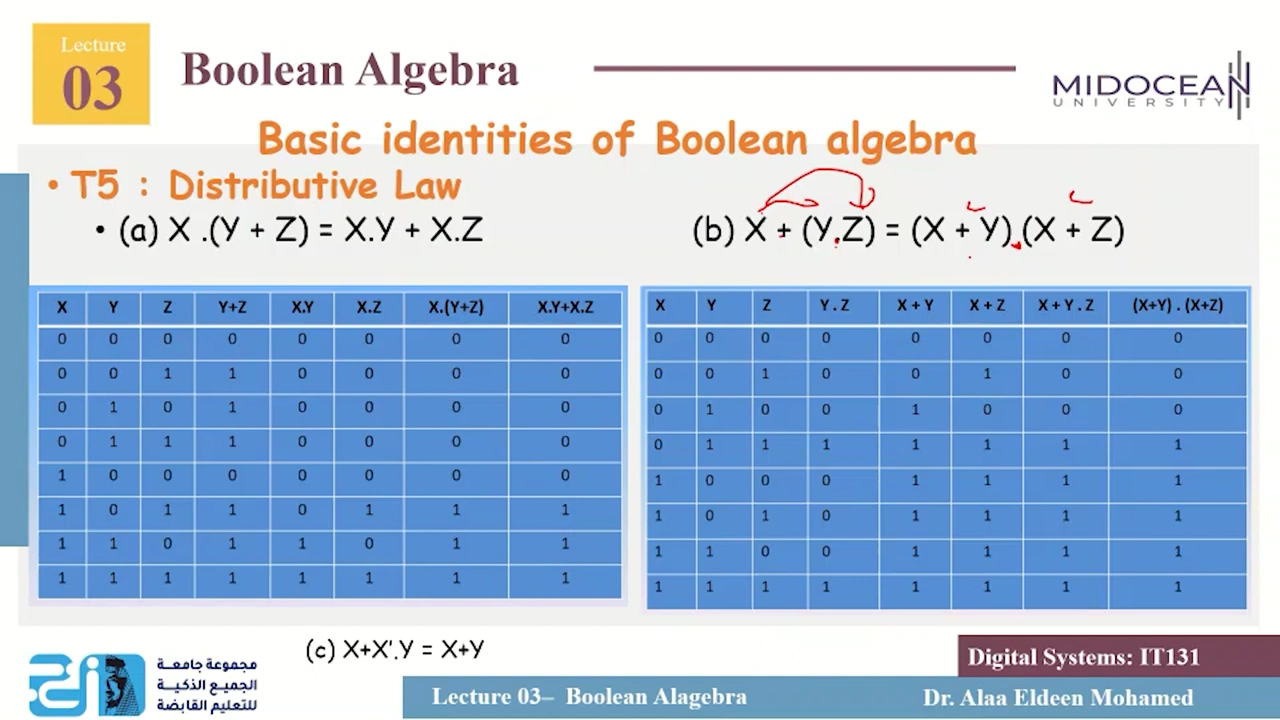 Lecture
03
Boolean Algebra
MIDOCEAN
UNIVERSITY
Basic identities of Boolean algebra
• T5 : Distributive Law
• (a) X .(Y + Z) = X.Y + X.Z
(b) X + (Y.Z) = (X + Y).(X + Z)
X Y Z Y+Z X.Y X.Z X.(Y+Z) X.Y+X.Z
0 0 0 0 0 0 0 0
0 0 1 1 0 0 0 0
0 1 0 1 0 0 0 0
0 1 1 1 0 0 0 0
1 0 0 0 0 0 0 0
1 0 1 1 0 1 1 1
1 1 0 1 1 0 1 1
1 1 1 1 1 1 1 1
X Y Z Y . Z X + Y X + Z X + Y . Z (X+Y) . (X+Z)
0 0 0 0 0 0 0 0
0 0 1 0 0 1 0 0
0 1 0 0 1 0 0 0
0 1 1 1 1 1 1 1
1 0 0 0 1 1 1 1
1 0 1 0 1 1 1 1
1 1 0 0 1 1 1 1
1 1 1 1 1 1 1 1
(c) X+X'.Y = X+Y
مجموعة جامعة
الجميع الذكية
للتعليم القابضة
Digital Systems: IT131
Lecture 03– Boolean Alagebra
Dr. Alaa Eldeen Mohamed